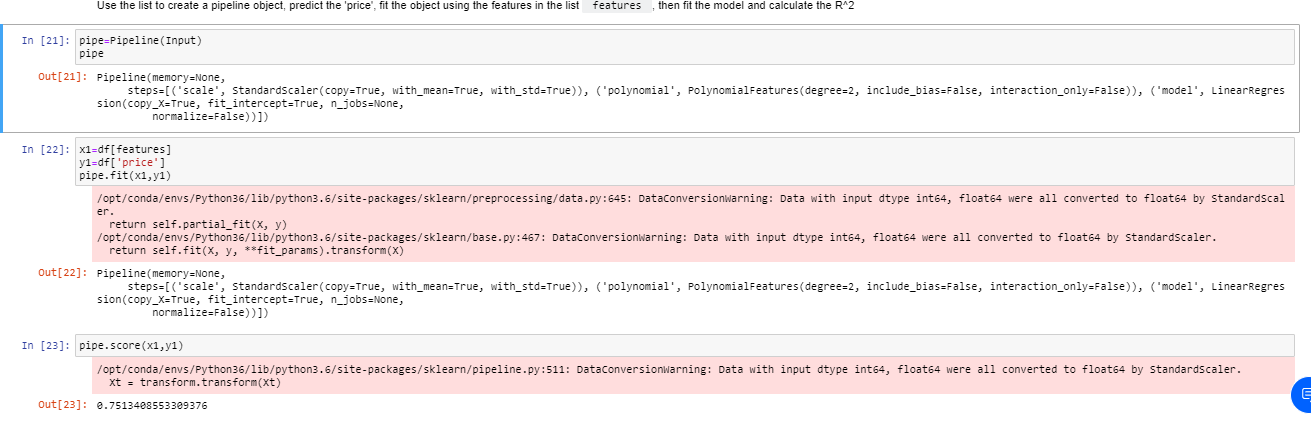 Use the list to create a pipeline object, predict the 'price', fit the object using the features in the list features , then fit the model and calculate the R^2
In [21]: pipe=Pipeline(Input)
pipe
Out[21]: Pipeline(memory=None,
steps=[('scale', StandardScaler(copy=True, with_mean=True, with_std=True)), ('polynomial', PolynomialFeatures(degree=2, include_bias=False, interaction_only=False)), ('model', LinearRegres
sion(copy_X=True, fit_intercept=True, n_jobs=None,
normalize=False))])
In [22]: x1=df[features]
y1=df['price']
pipe.fit(x1,y1)
/opt/conda/envs/Python36/lib/python3.6/site-packages/sklearn/preprocessing/data.py:645: DataConversionWarning: Data with input dtype int64, float64 were all converted to float64 by StandardScal
er.
return self.partial_fit(X, y)
/opt/conda/envs/Python36/lib/python3.6/site-packages/sklearn/base.py:467: DataConversionWarning: Data with input dtype int64, float64 were all converted to float64 by StandardScaler.
return self.fit(X, y, **fit_params).transform(X)
Out[22]: Pipeline(memory=None,
steps=[('scale', StandardScaler(copy=True, with_mean=True, with_std=True)), ('polynomial', PolynomialFeatures(degree=2, include_bias=False, interaction_only=False)), ('model', LinearRegres
sion(copy_X=True, fit_intercept=True, n_jobs=None,
normalize=False))])
In [23]: pipe.score(x1,y1)
/opt/conda/envs/Python36/lib/python3.6/site-packages/sklearn/pipeline.py:511: DataConversionWarning: Data with input dtype int64, float64 were all converted to float64 by StandardScaler.
Xt = transform.transform(Xt)
Out[23]: 0.7513408553309376